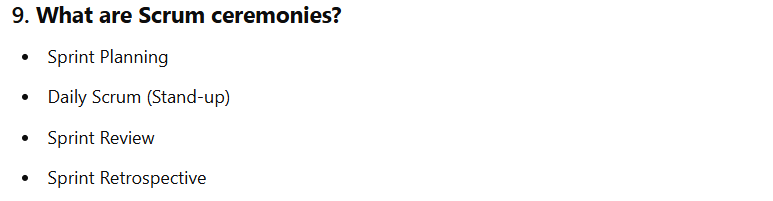 9. What are Scrum ceremonies?
• Sprint Planning
• Daily Scrum (Stand-up)
• Sprint Review
• Sprint Retrospective